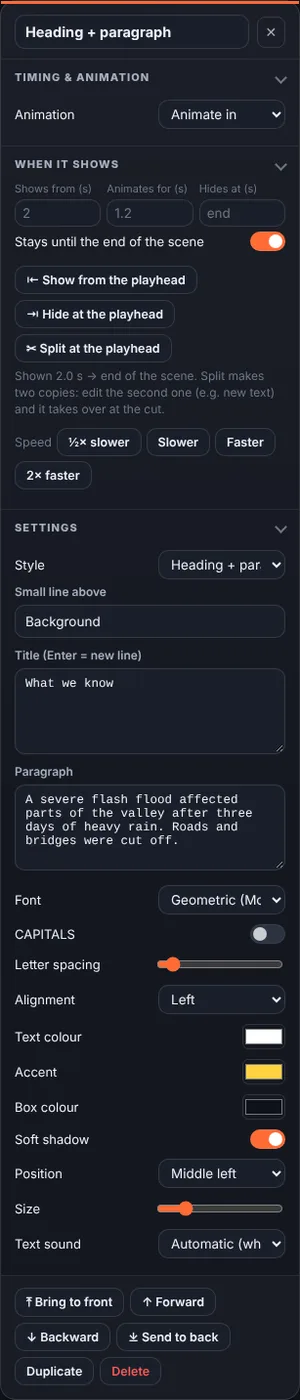 Heading + paragraph ✕
TIMING & ANIMATION
Animation Animate in
WHEN IT SHOWS
Shows from (s) Animates for (s) Hides at (s)
2 1.2 end
Stays until the end of the scene
⇤ Show from the playhead
⇥ Hide at the playhead
✂ Split at the playhead
Shown 2.0 s → end of the scene. Split makes
two copies: edit the second one (e.g. new text)
and it takes over at the cut.
Speed ½× slower Slower Faster
2× faster
SETTINGS
Style Heading + par
Small line above
Background
Title (Enter = new line)
What we know
Paragraph
A severe flash flood affected
parts of the valley after three
days of heavy rain. Roads and
bridges were cut off.
Font Geometric (Mo
CAPITALS
Letter spacing
Alignment Left
Text colour
Accent
Box colour
Soft shadow
Position Middle left
Size
Text sound Automatic (wh
⤒ Bring to front ↑ Forward
↓ Backward ⤓ Send to back
Duplicate Delete